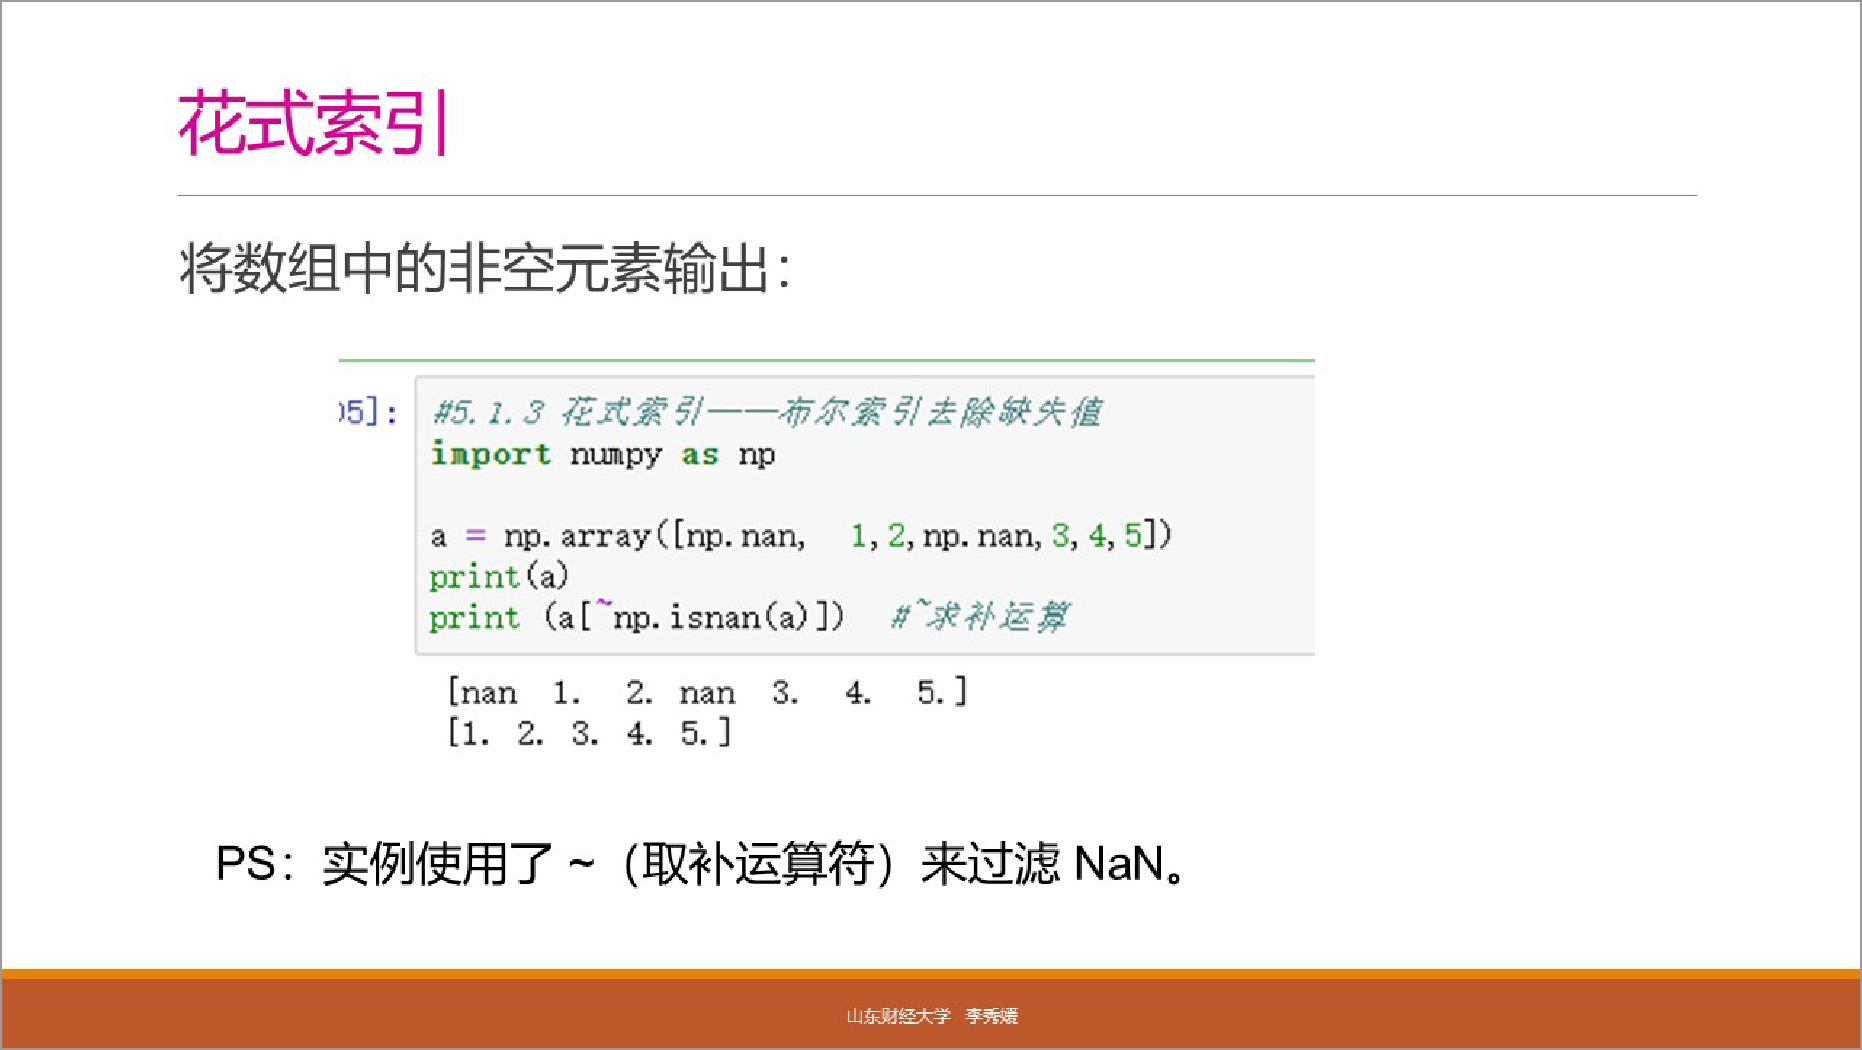 花式索引
将数组中的非空元素输出：
5]:
#5.1.3 花式索引——布尔索引去除缺失值
import numpy as np
a = np.array([np.nan,  1,2,np.nan,3,4,5])
print(a)
print (a[~np.isnan(a)])  #~求补运算
[nan  1.  2. nan  3.  4.  5.]
[1. 2. 3. 4. 5.]
PS：实例使用了 ~（取补运算符）来过滤 NaN。
山东财经大学 李秀媛